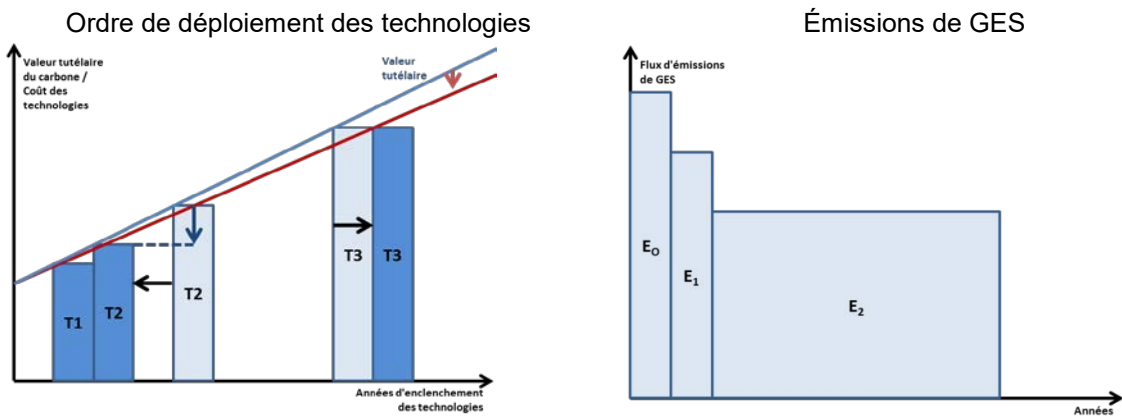 Ordre de déploiement des technologies
Valeur tutélaire
du carbone /
Coût des
technologies
Valeur
tutélaire
T1
T2
T2
T3
T3
Années d'enclenchement
des technologies
Émissions de GES
Flux d'émissions
de GES
EO
E1
E2
Années